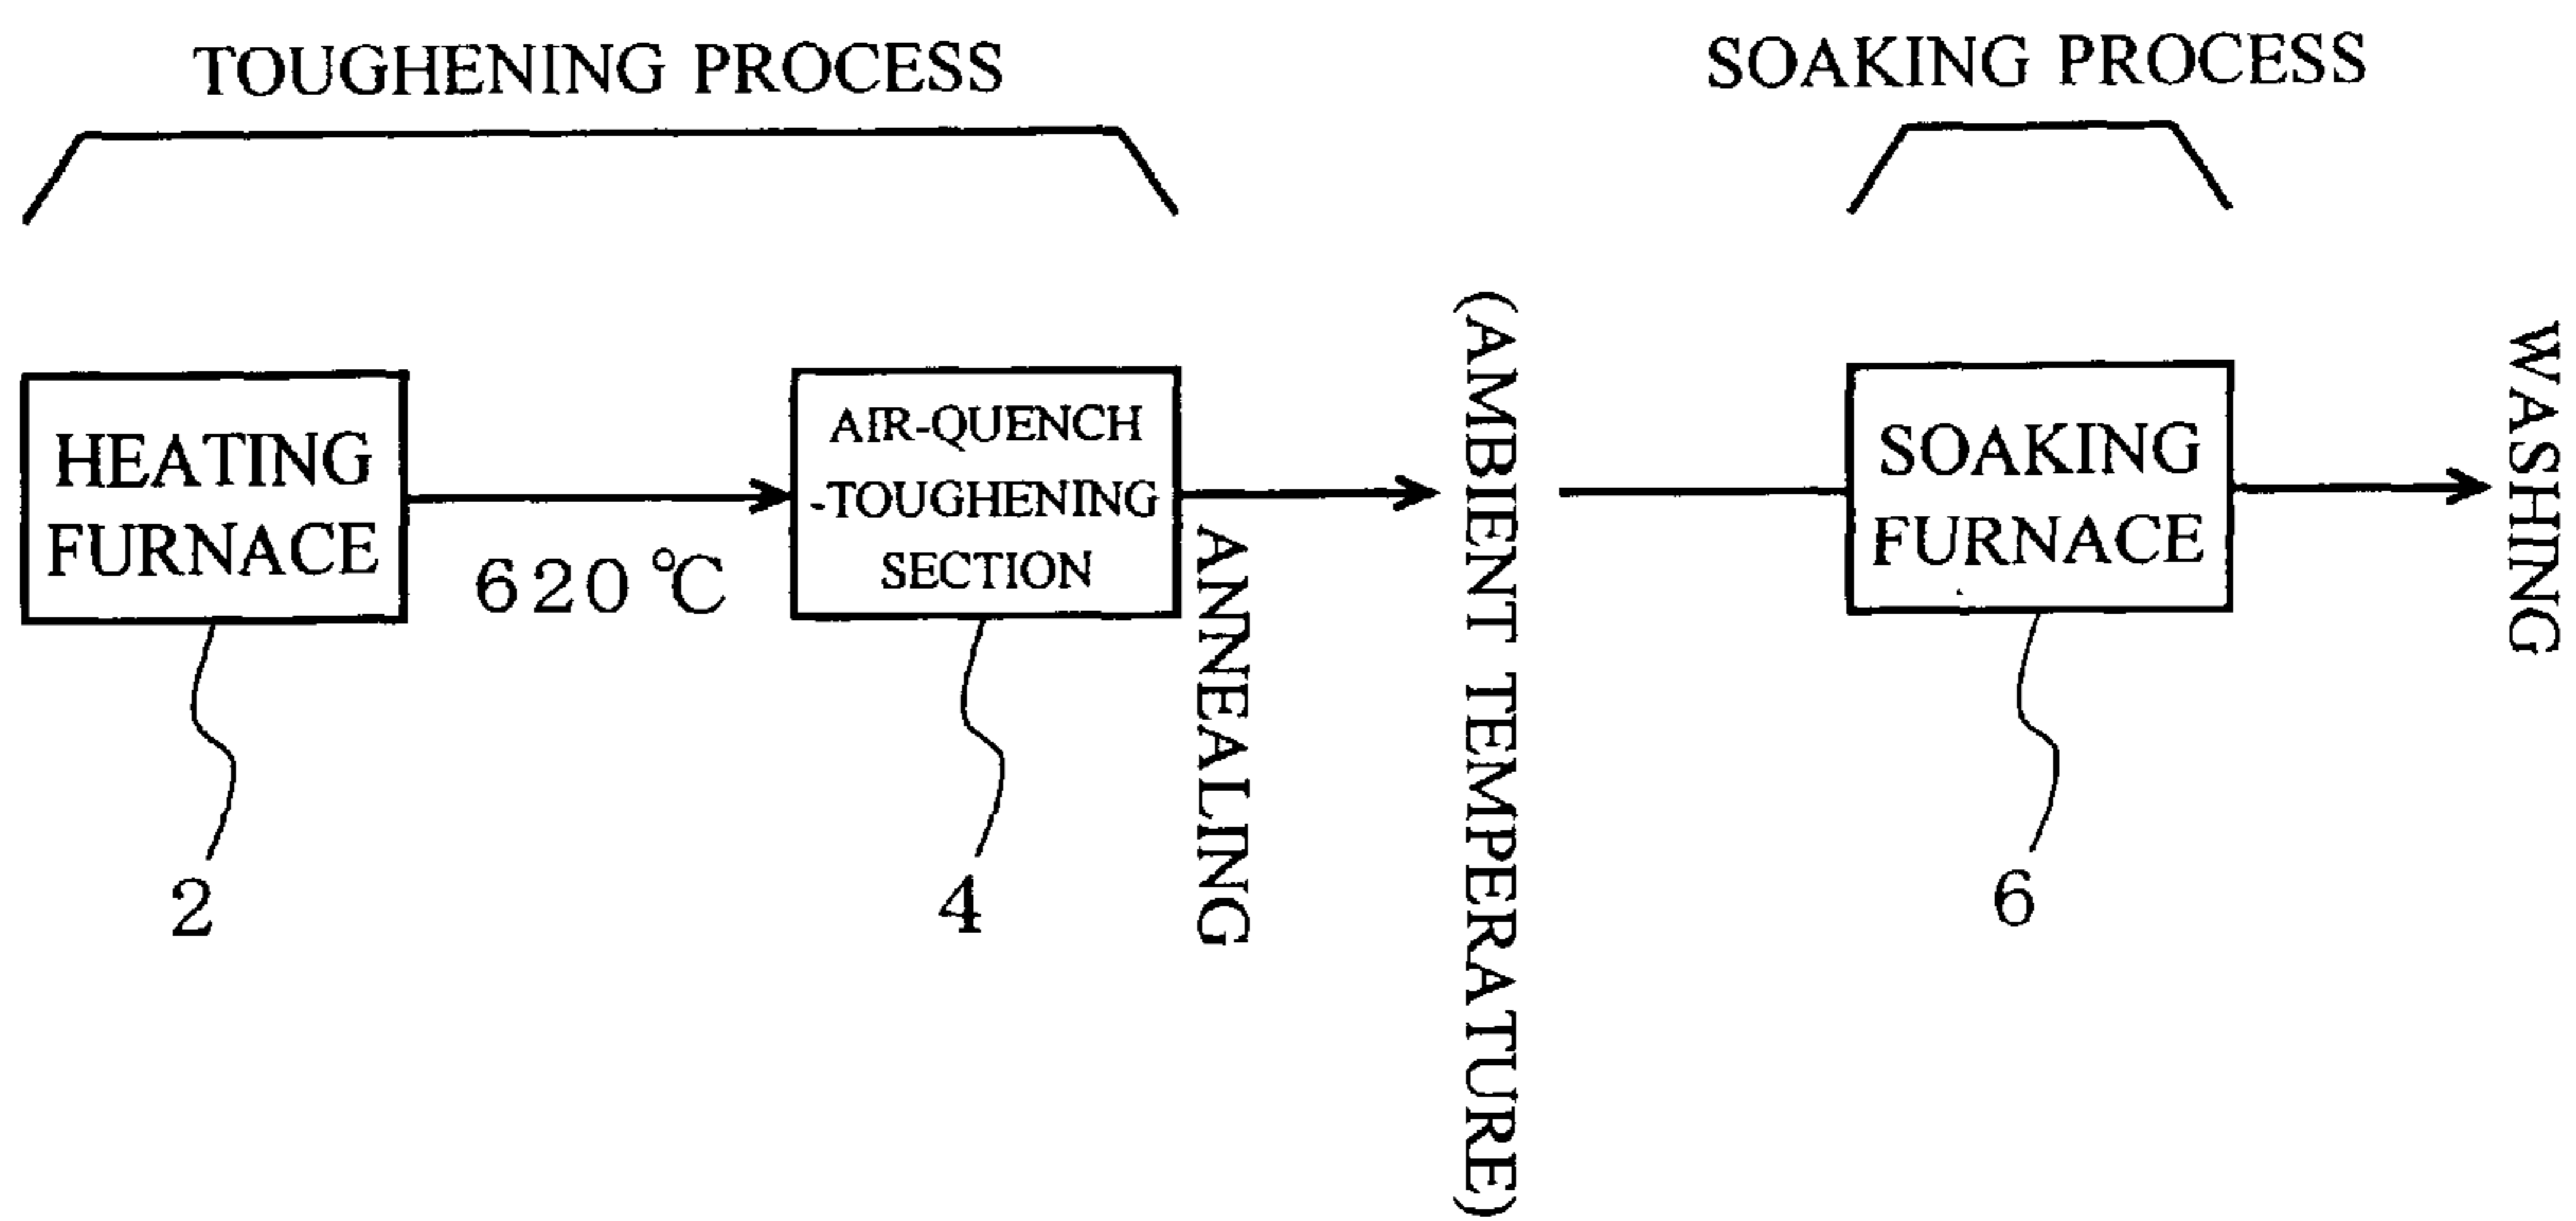 TOUGHENING PROCESS
SOAKING PROCESS
HEATING
FURNACE
620℃
AIR-QUENCH
-TOUGHENING
SECTION
ANNEALING
(AMBIENT TEMPERATURE)
SOAKING
FURNACE
WASHING
2
4
6